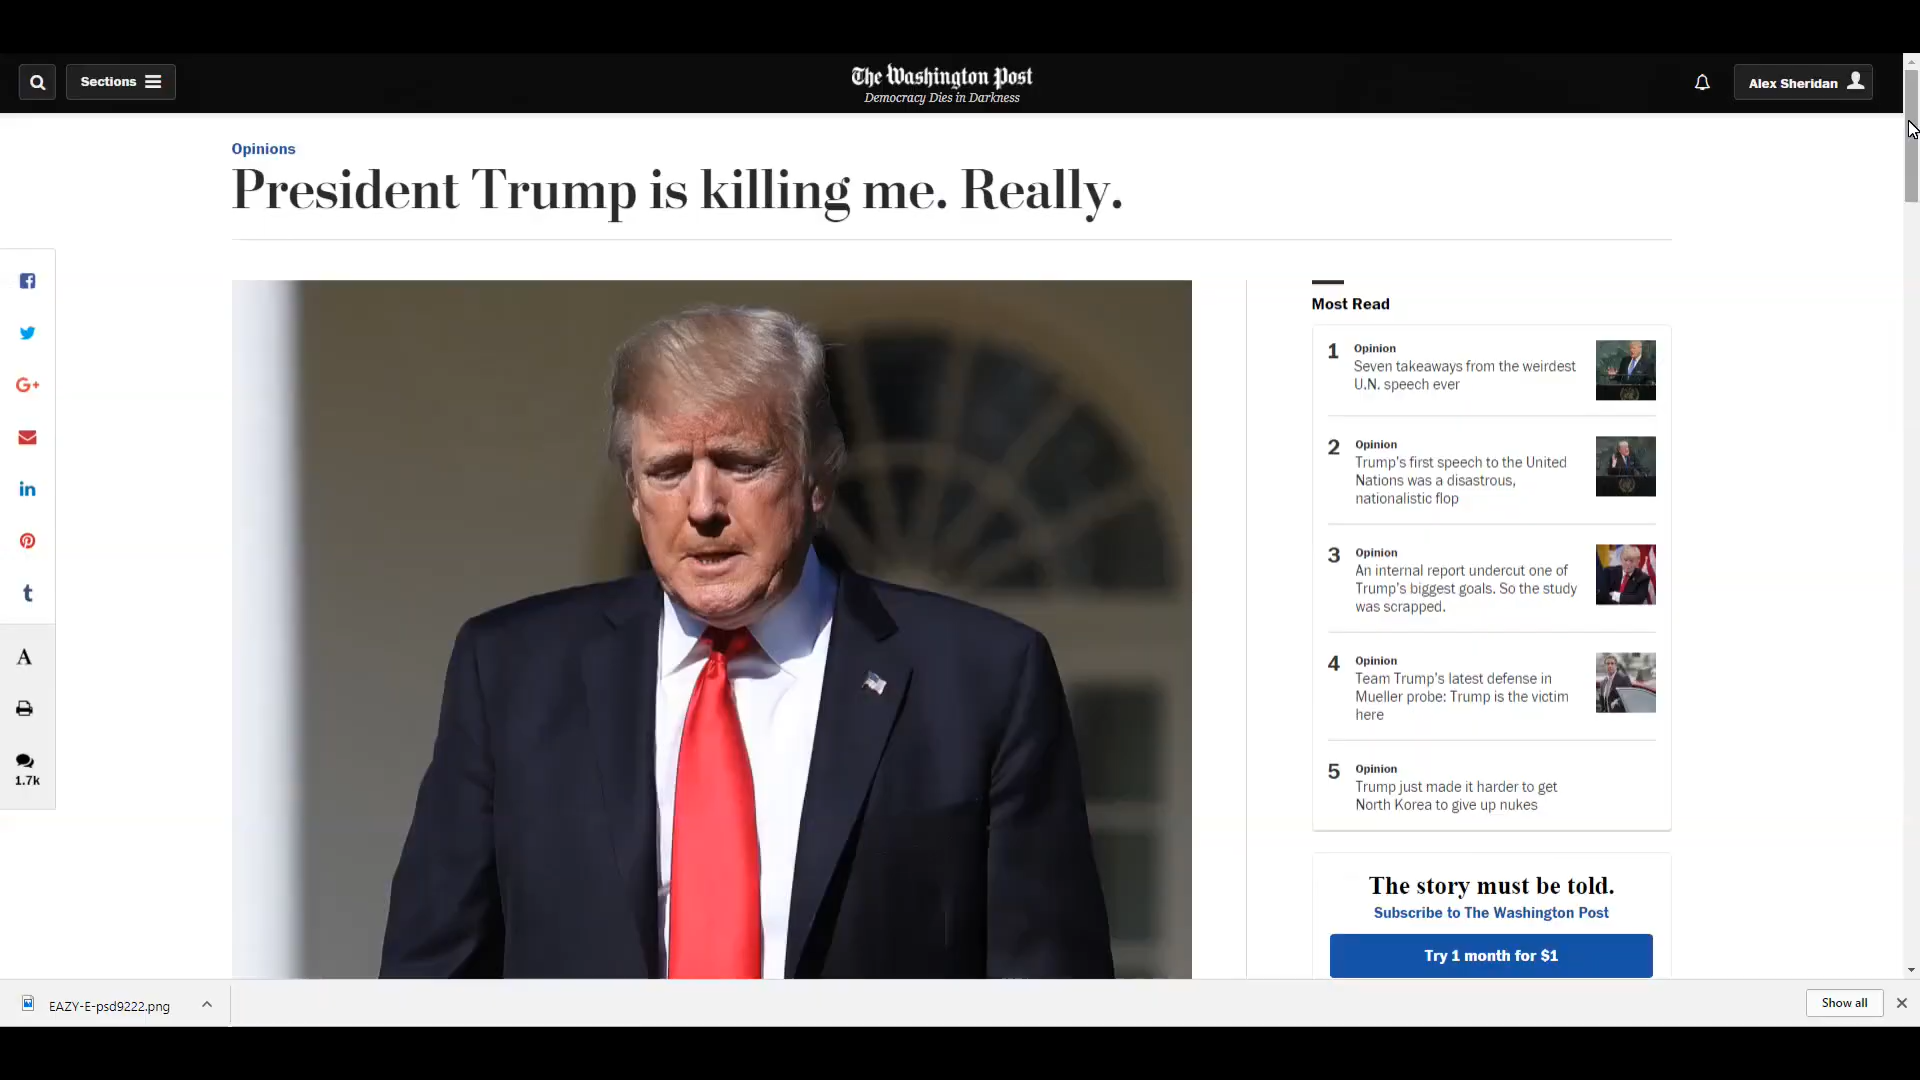 Sections
The Washington Post
Democracy Dies in Darkness
Alex Sheridan
Opinions
President Trump is killing me. Really.
G+
in
t
A
1.7k
Most Read
1
Opinion
Seven takeaways from the weirdest
U.N. speech ever
2
Opinion
Trump's first speech to the United
Nations was a disastrous,
nationalistic flop
3
Opinion
An internal report undercut one of
Trump's biggest goals. So the study
was scrapped.
4
Opinion
Team Trump's latest defense in
Mueller probe: Trump is the victim
here
5
Opinion
Trump just made it harder to get
North Korea to give up nukes
The story must be told.
Subscribe to The Washington Post
Try 1 month for $1
EAZY-E-psd9222.png
Show all